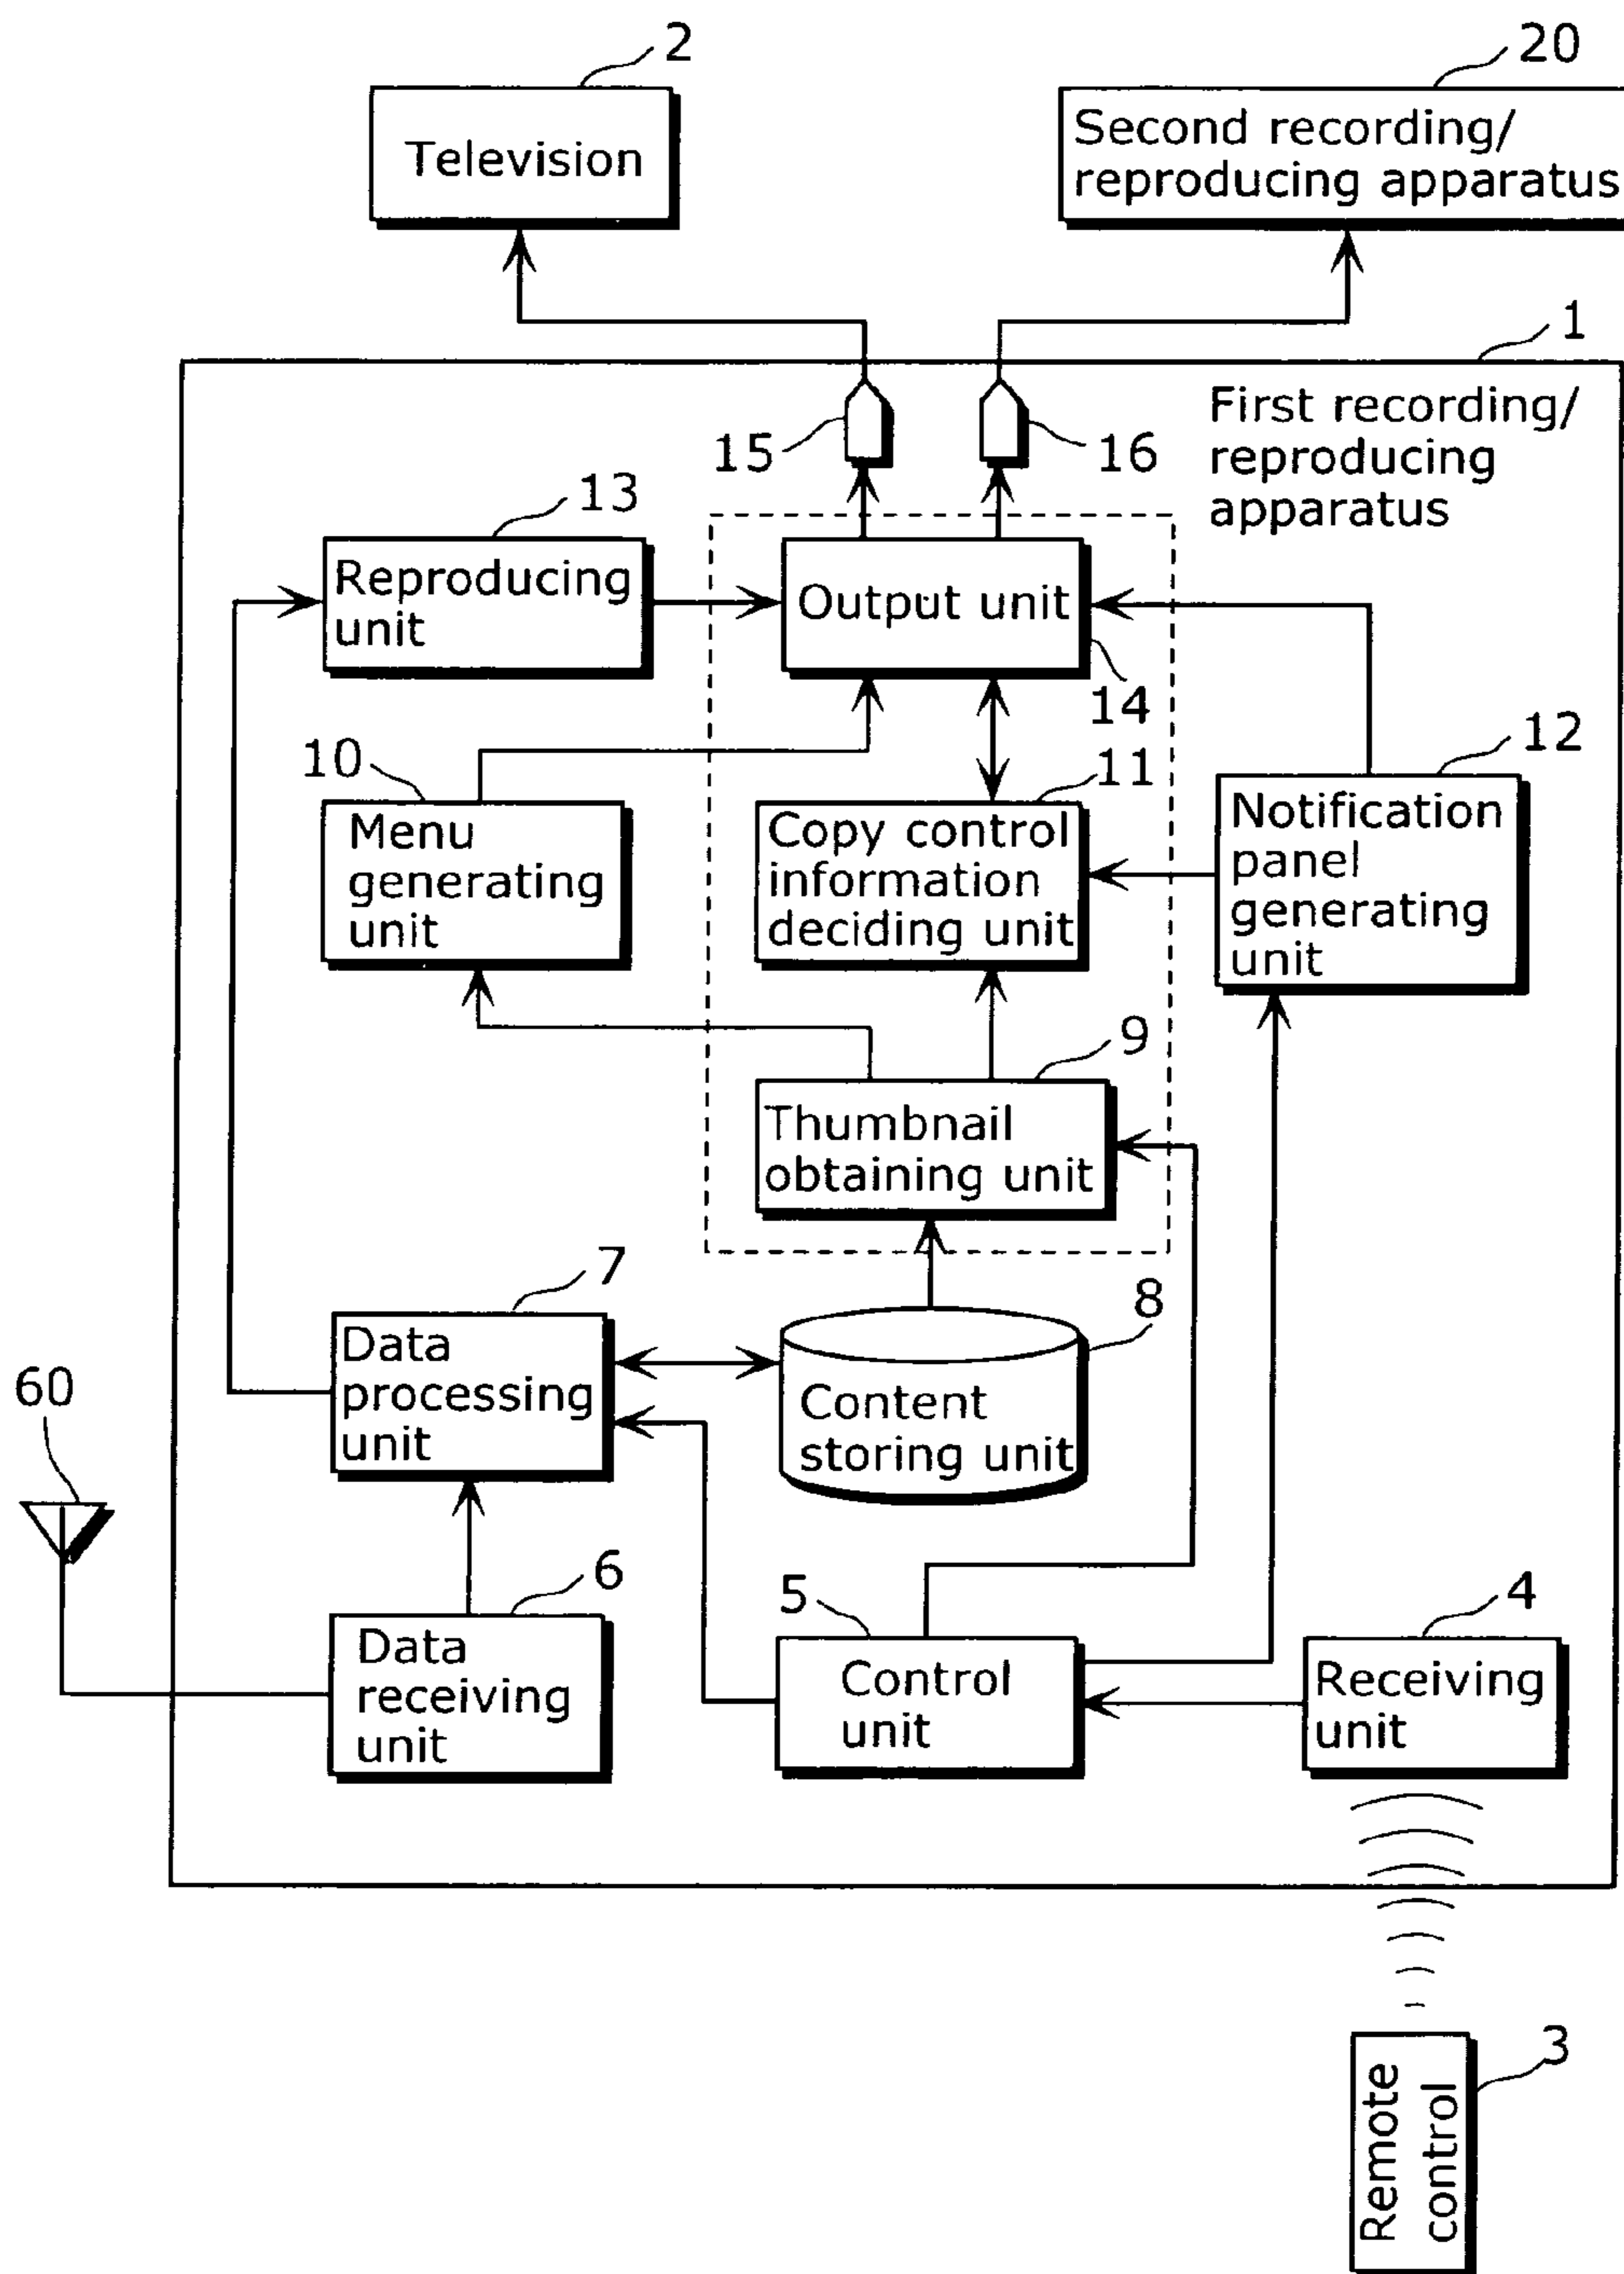 2
20
Television
Second recording/
reproducing apparatus
1
First recording/
reproducing
apparatus
15
16
13
Reproducing
unit
Output unit
14
10
11
12
Menu
generating
unit
Copy control
information
deciding unit
Notification
panel
generating
unit
9
Thumbnail
obtaining unit
7
8
Data
processing
unit
Content
storing unit
60
6
5
4
Data
receiving
unit
Control
unit
Receiving
unit
3
Remote
control